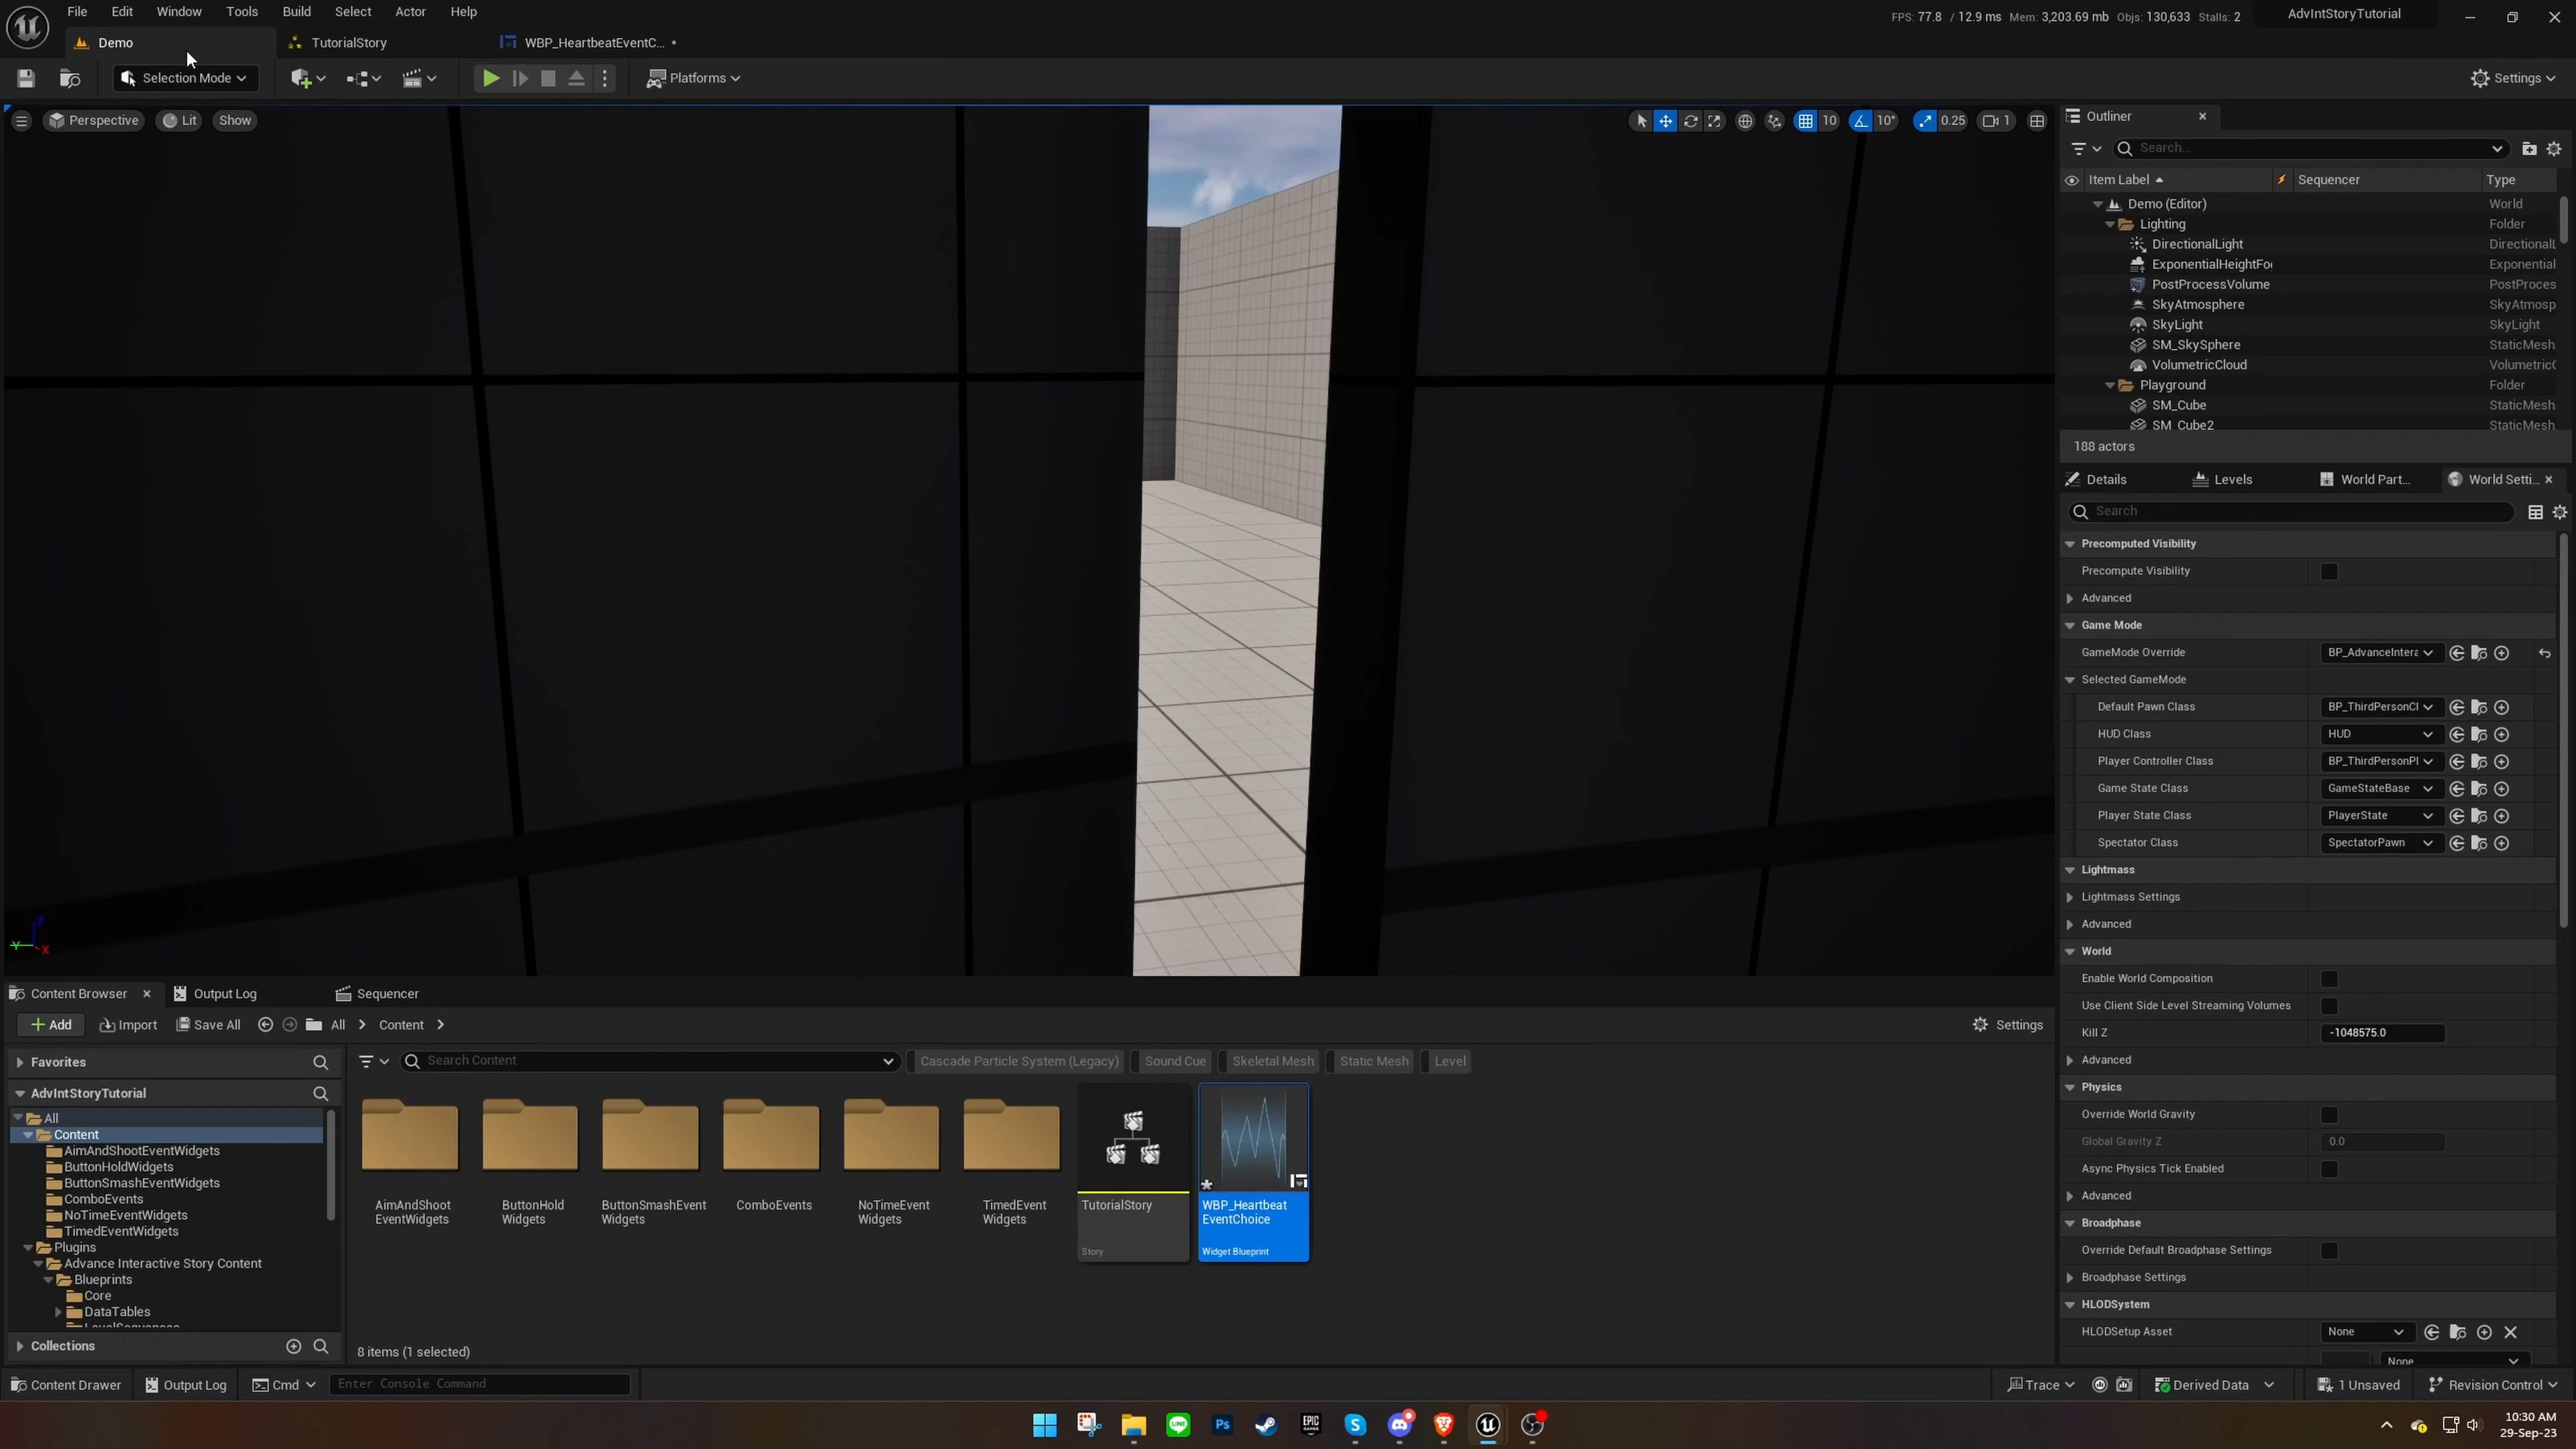 File Edit Window Tools Build Select Actor Help
FPS: 77.8 / 12.9 ms Mem: 3,203.69 mb Objs: 130,633 Stalls: 2
AdvIntStoryTutorial
Demo
TutorialStory
WBP_HeartbeatEventC...
Selection Mode
Platforms
Settings
Perspective
Lit
Show
10
10°
0.25
1
Outliner
Search...
Item Label
Sequencer
Type
Demo (Editor) World
Lighting Folder
DirectionalLight
ExponentialHeightFo
Exponential
PostProcessVolume PostProces
SkyAtmosphere SkyAtmosp
SkyLight SkyLight
SM_SkySphere StaticMesh
VolumetricCloud
Playground Folder
SM_Cube StaticMesh
SM_Cube2 StaticMesh
188 actors
Details
Levels
World Part...
World Setti...
Search
Precomputed Visibility
Precompute Visibility
Advanced
Game Mode
GameMode Override BP_AdvanceIntera
Selected GameMode
Default Pawn Class BP_ThirdPersonCl
HUD Class HUD
Player Controller Class BP_ThirdPersonPl
Game State Class GameStateBase
Player State Class PlayerState
Spectator Class SpectatorPawn
Lightmass
Lightmass Settings
Advanced
World
Enable World Composition
Use Client Side Level Streaming Volumes
Kill Z -1048575.0
Advanced
Physics
Override World Gravity
Global Gravity Z 0.0
Async Physics Tick Enabled
Advanced
Broadphase
Override Default Broadphase Settings
Broadphase Settings
HLODSystem
HLODSetup Asset None
None
Y
X
Content Browser
Output Log
Sequencer
Add
Import
Save All
All
Content
Settings
Favorites
Search Content
Cascade Particle System (Legacy)
Sound Cue
Skeletal Mesh
Static Mesh
Level
AdvIntStoryTutorial
All
Content
AimAndShootEventWidgets
ButtonHoldWidgets
ButtonSmashEventWidgets
ComboEvents
NoTimeEventWidgets
TimedEventWidgets
Plugins
Advance Interactive Story Content
Blueprints
Core
DataTables
Collections
AimAndShoot
EventWidgets
ButtonHold
Widgets
ButtonSmashEvent
Widgets
ComboEvents
NoTimeEvent
Widgets
TimedEvent
Widgets
TutorialStory
Story
WBP_Heartbeat
EventChoice
Widget Blueprint
8 items (1 selected)
Content Drawer
Output Log
Cmd
Enter Console Command
Trace
Derived Data
1 Unsaved
Revision Control
LINE
Ps
EPIC
GAMES
S
10:30 AM
29-Sep-23